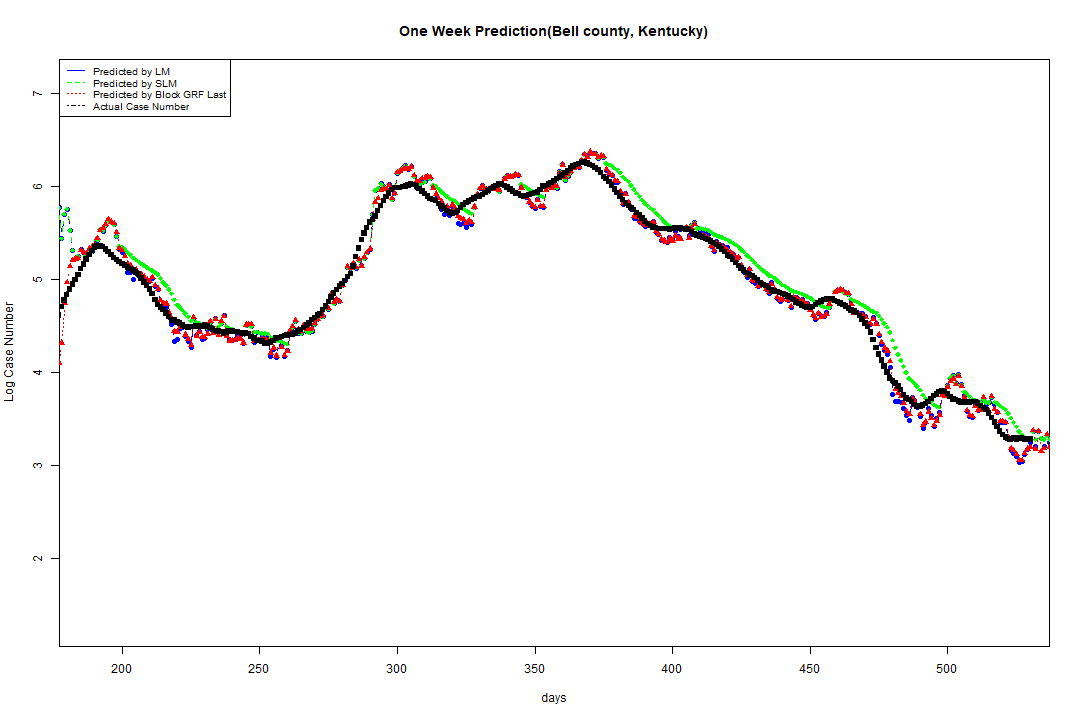 One Week Prediction(Bell county, Kentucky)
Predicted by LM
Predicted by SLM
Predicted by Block GRF Last
Actual Case Number
7
6
5
4
3
2
Log Case Number
200 250 300 350 400 450 500
days